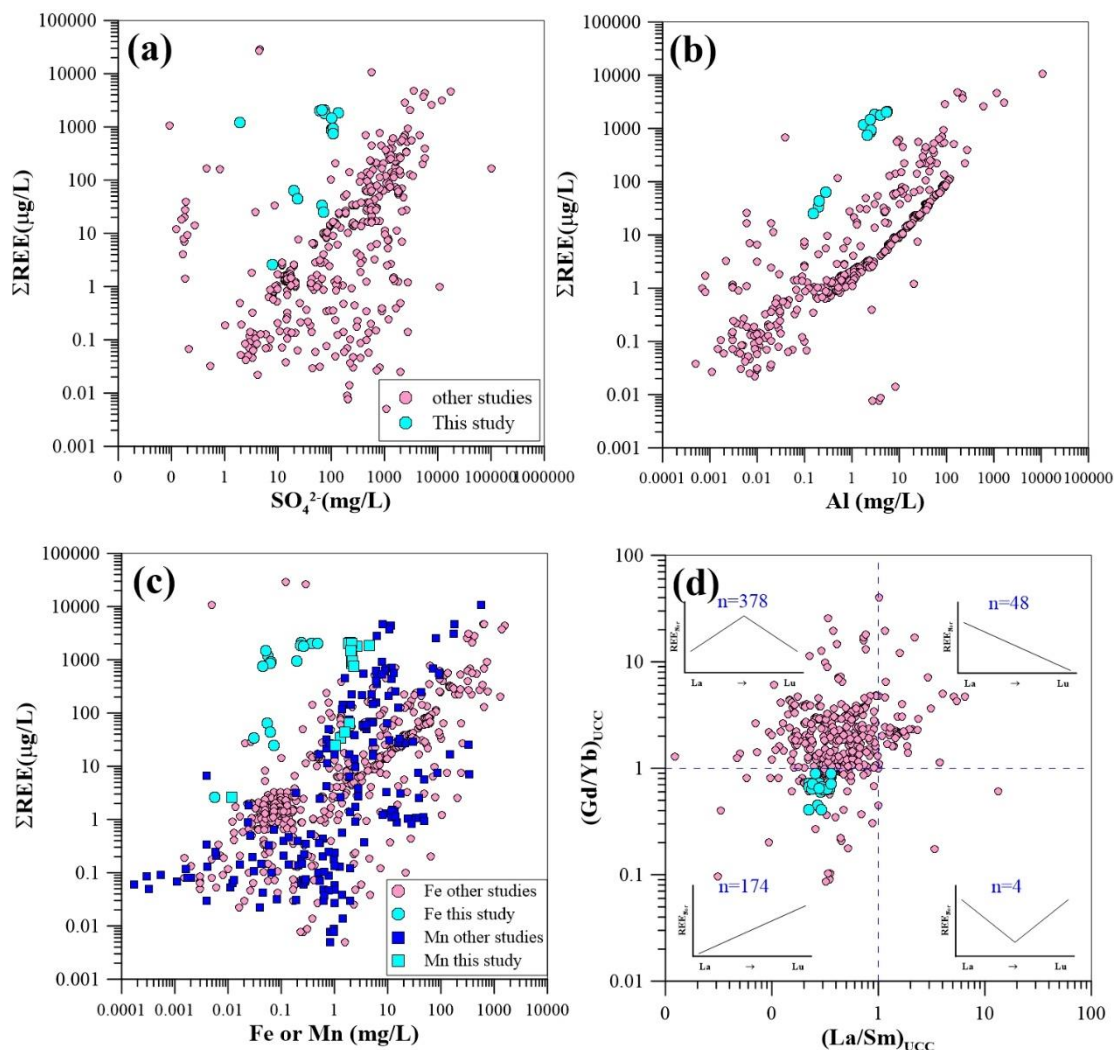 (a)
100000
10000
1000
100
10
1
0.1
0.01
0.001
ΣREE(μg/L)
other studies
This study
0 0 1 10 100 1000 10000 100000 1000000
SO₄²⁻(mg/L)
(b)
100000
10000
1000
100
10
1
0.1
0.01
0.001
ΣREE(μg/L)
0.0001 0.001 0.01 0.1 1 10 100 1000 10000 100000
Al (mg/L)
(c)
100000
10000
1000
100
10
1
0.1
0.01
0.001
ΣREE(μg/L)
Fe other studies
Fe this study
Mn other studies
Mn this study
0.0001 0.001 0.01 0.1 1 10 100 1000 10000
Fe or Mn (mg/L)
(d)
100
10
1
0.1
0.01
(Gd/Yb)UCC
n=378
La → Lu
n=48
La → Lu
n=174
La → Lu
n=4
La → Lu
0 0 1 10 100
(La/Sm)UCC